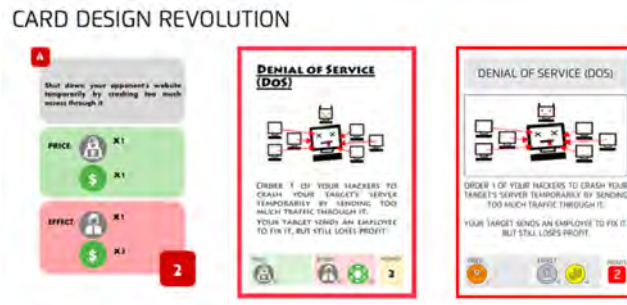 CARD DESIGN REVOLUTION
A
Shut down your opponent's website
temporarily by creating too much
access through it
PRICE:
X1
X1
EFFECT:
X1
2
DENIAL OF SERVICE
(DOS)
ORDER 1 OF YOUR HACKERS TO
CRASH YOUR TARGET'S SERVER
TEMPORARILY BY SENDING TOO
MUCH TRAFFIC THROUGH IT.
YOUR TARGET SENDS AN EMPLOYEE
TO FIX IT, BUT STILL LOSES PROFIT.
2
DENIAL OF SERVICE (DOS)
ORDER 1 OF YOUR HACKERS TO CRASH YOUR
TARGET'S SERVER TEMPORARILY BY SENDING
TOO MUCH TRAFFIC THROUGH IT.
YOUR TARGET SENDS AN EMPLOYEE TO FIX IT
BUT STILL LOSES PROFIT.
2